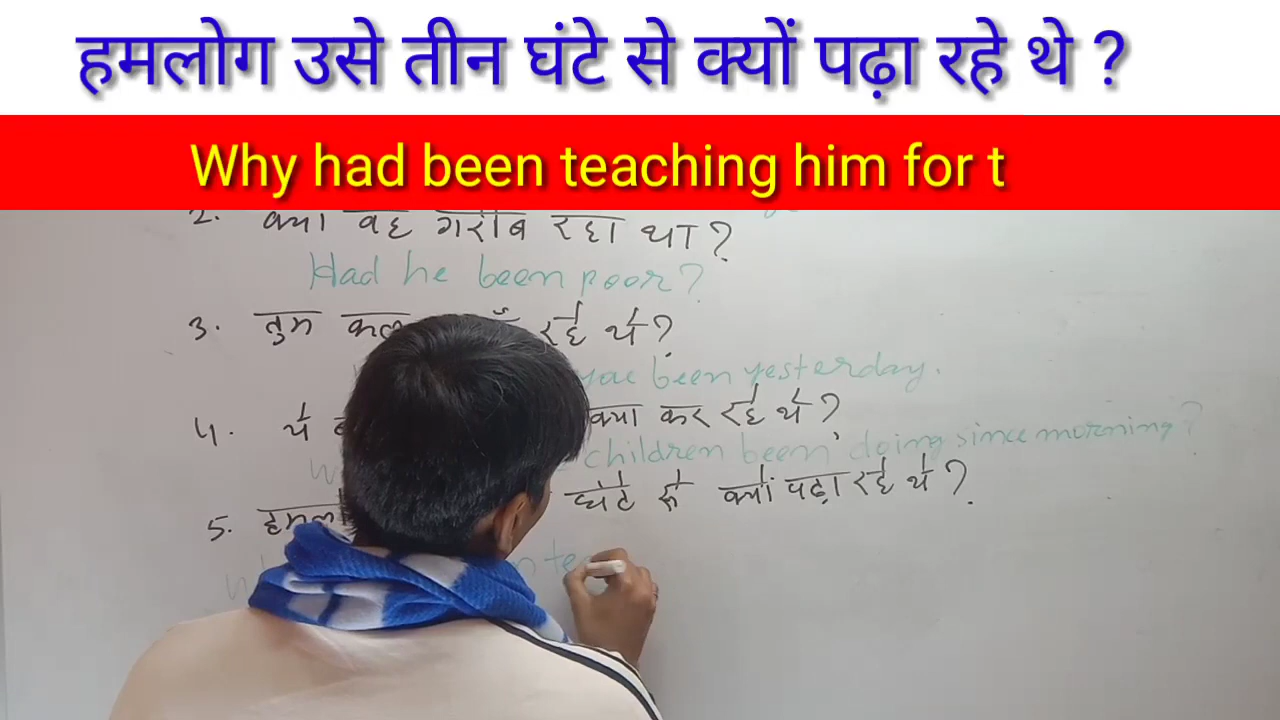 हमलोग उसे तीन घंटे से क्यों पढ़ा रहे थे ?
Why had been teaching him for t
2. क्या वह गरीब रहा था?
Had he been poor?
3. तुम कल रहे थे?
you been yesterday.
4. ये क्या कर रहे थे?
children been doing since morning?
5. घंटे से क्यों पढ़ा रहे थे?